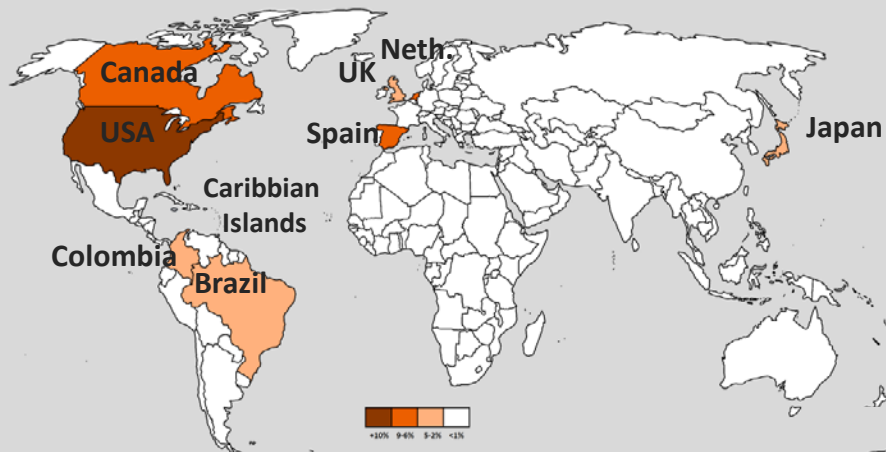 Neth.
UK
Canada
USA
Spain
Japan
Caribbian
Islands
Colombia
Brazil
+10% 9-6% 5-2% <1%